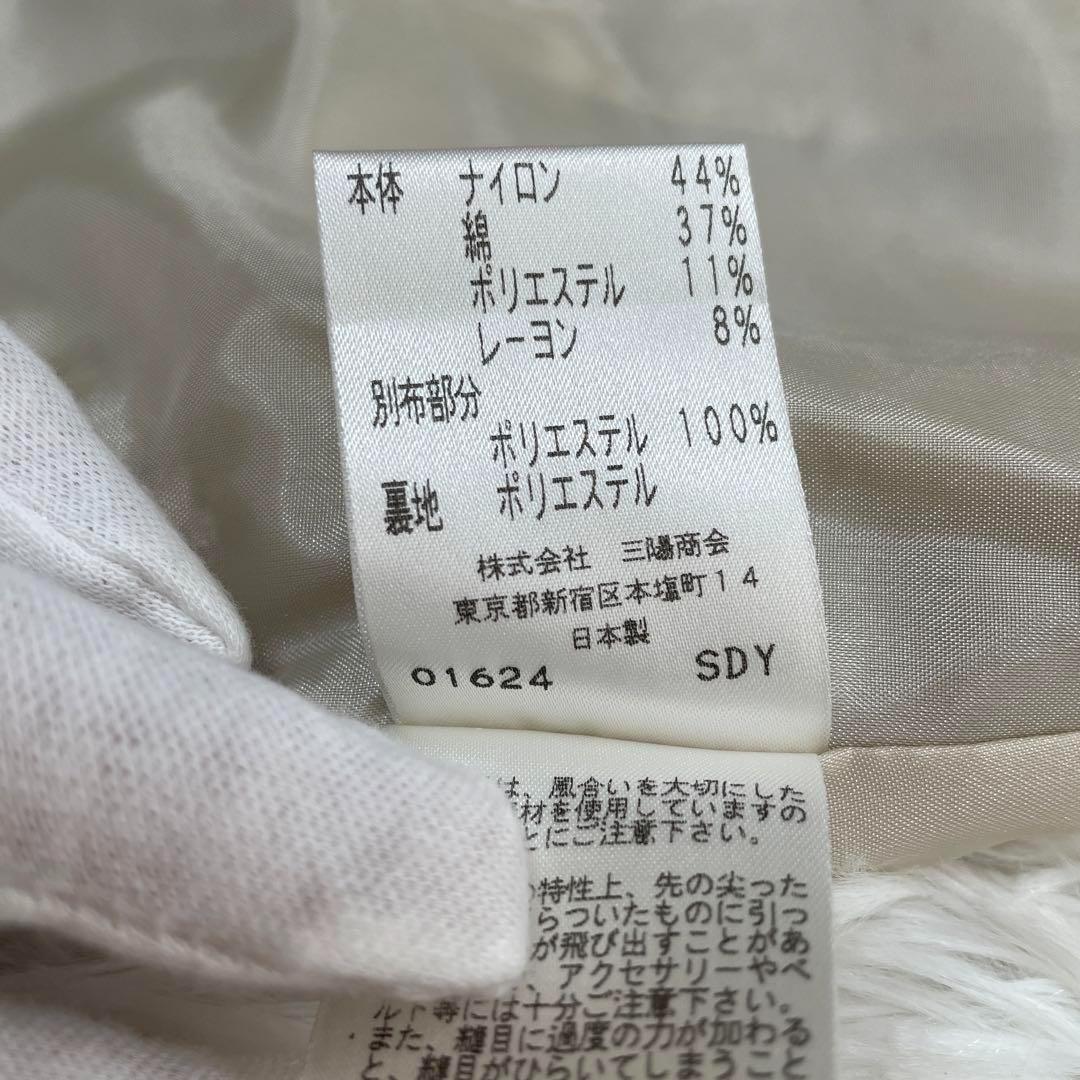 本体 ナイロン 44%
綿 37%
ポリエステル 11%
レーヨン 8%
別布部分
ポリエステル 100%
裏地 ポリエステル
株式会社 三陽商会
東京都新宿区本塩町14
日本製
01624 SDY
は、風合いを大切にした
材を使用していますの
とにご注意下さい。
の特性上、先の尖った
らついたものに引っ
が飛び出すことがあ
、アクセサリーやベ
ルト等には十分ご注意下さい。
・また、縫目に過度の力が加わる
と、縫目がひらいてしまうこと